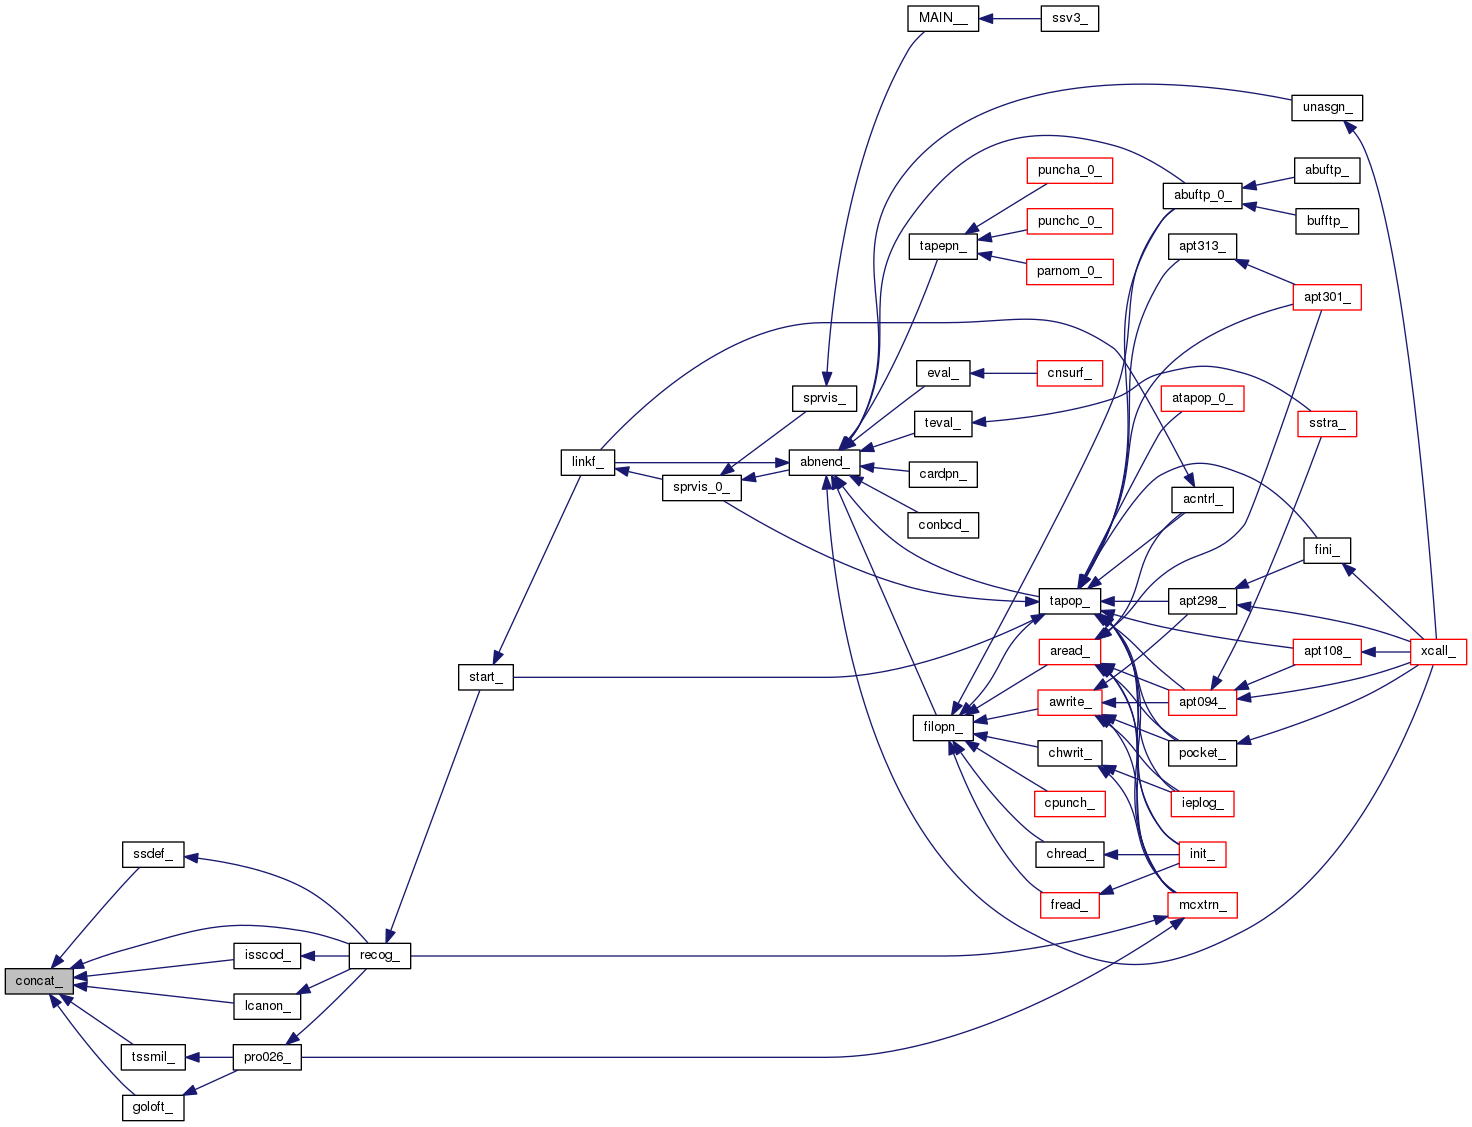 MAIN__
ssv3_
unasgn_
puncha_0_
abuftp_
abuftp_0_
punchc_0_
bufftp_
tapepn_
apt313_
parnom_0_
apt301_
eval_
cnsurf_
sprvis_
atapop_0_
teval_
sstra_
linkf_
abnend_
cardpn_
sprvis_0_
acntrl_
conbcd_
fini_
tapop_
apt298_
aread_
apt108_
xcall_
start_
awrite_
apt094_
filopn_
chwrit_
pocket_
cpunch_
ieplog_
ssdef_
chread_
init_
fread_
mcxtrn_
isscod_
recog_
concat_
lcanon_
tssmil_
pro026_
goloft_